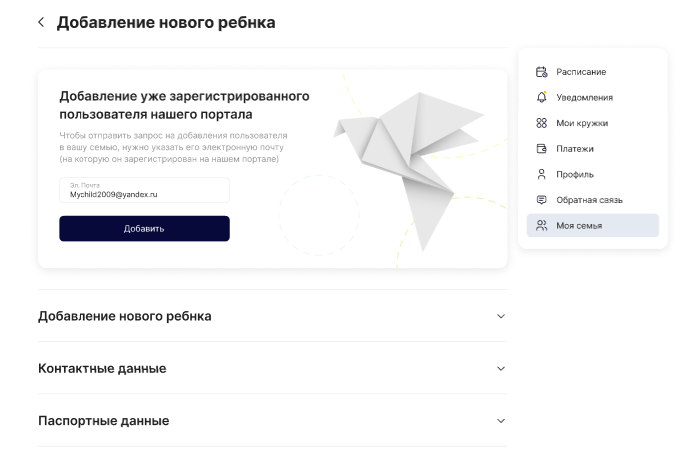 Добавление нового ребнка
Добавление уже зарегистрированного
пользователя нашего портала
Чтобы отправить запрос на добавления пользователя
в вашу семью, нужно указать его электронную почту
(на которую он зарегистрирован на нашем портале)
Эл. Почта
Mychild2009@yandex.ru
Добавить
Добавление нового ребнка
Контактные данные
Паспортные данные
Расписание
Уведомления
Мои кружки
Платежи
Профиль
Обратная связь
Моя семья